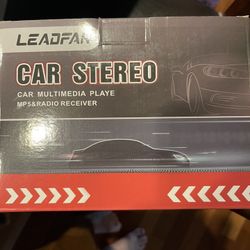 LEADFAN
CAR STEREO
CAR MULTIMEDIA PLAYE
MP5&RADIO RECEIVER